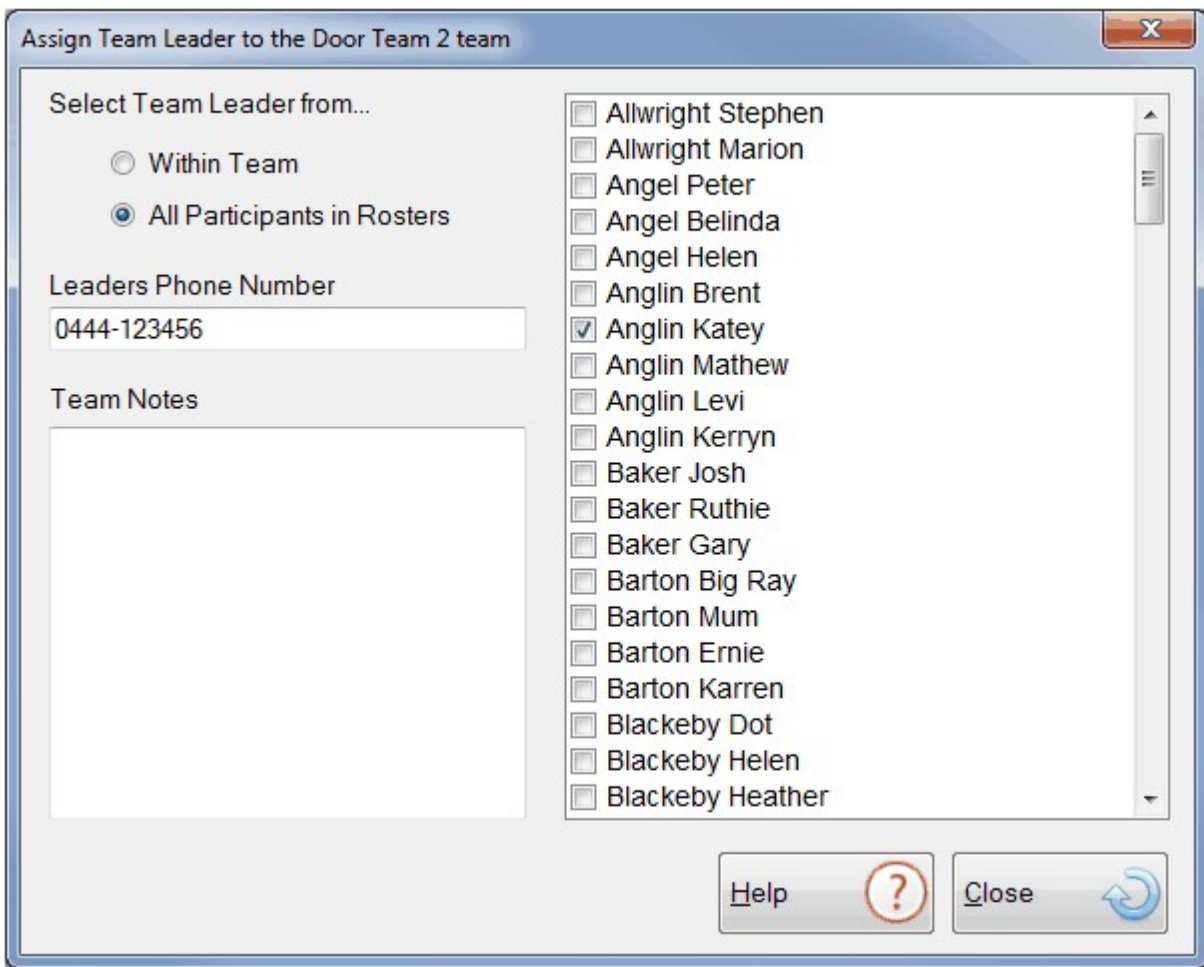 Assign Team Leader to the Door Team 2 team
Select Team Leader from...
Within Team
All Participants in Rosters
Leaders Phone Number
0444-123456
Team Notes
Allwright Stephen
Allwright Marion
Angel Peter
Angel Belinda
Angel Helen
Anglin Brent
Anglin Katey
Anglin Mathew
Anglin Levi
Anglin Kerryn
Baker Josh
Baker Ruthie
Baker Gary
Barton Big Ray
Barton Mum
Barton Ernie
Barton Karren
Blackeby Dot
Blackeby Helen
Blackeby Heather
Help ?
Close